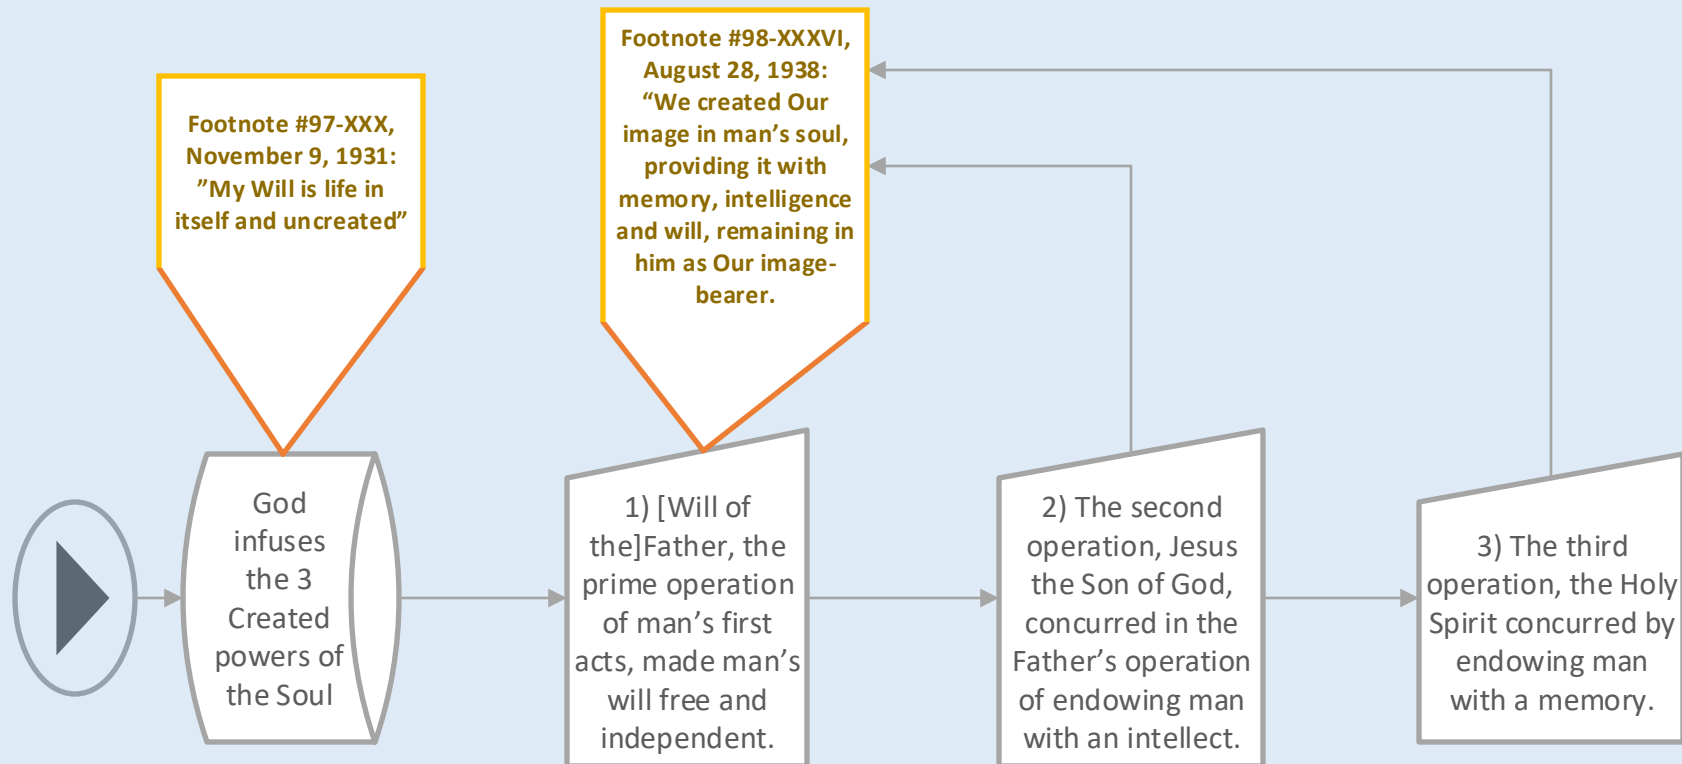 Footnote #97-XXX,
November 9, 1931:
”My Will is life in
itself and uncreated”
Footnote #98-XXXVI,
August 28, 1938:
“We created Our
image in man’s soul,
providing it with
memory, intelligence
and will, remaining in
him as Our image-
bearer.
God
infuses
the 3
Created
powers of
the Soul
1) [Will of
the]Father, the
prime operation
of man’s first
acts, made man’s
will free and
independent.
2) The second
operation, Jesus
the Son of God,
concurred in the
Father’s operation
of endowing man
with an intellect.
3) The third
operation, the Holy
Spirit concurred by
endowing man
with a memory.